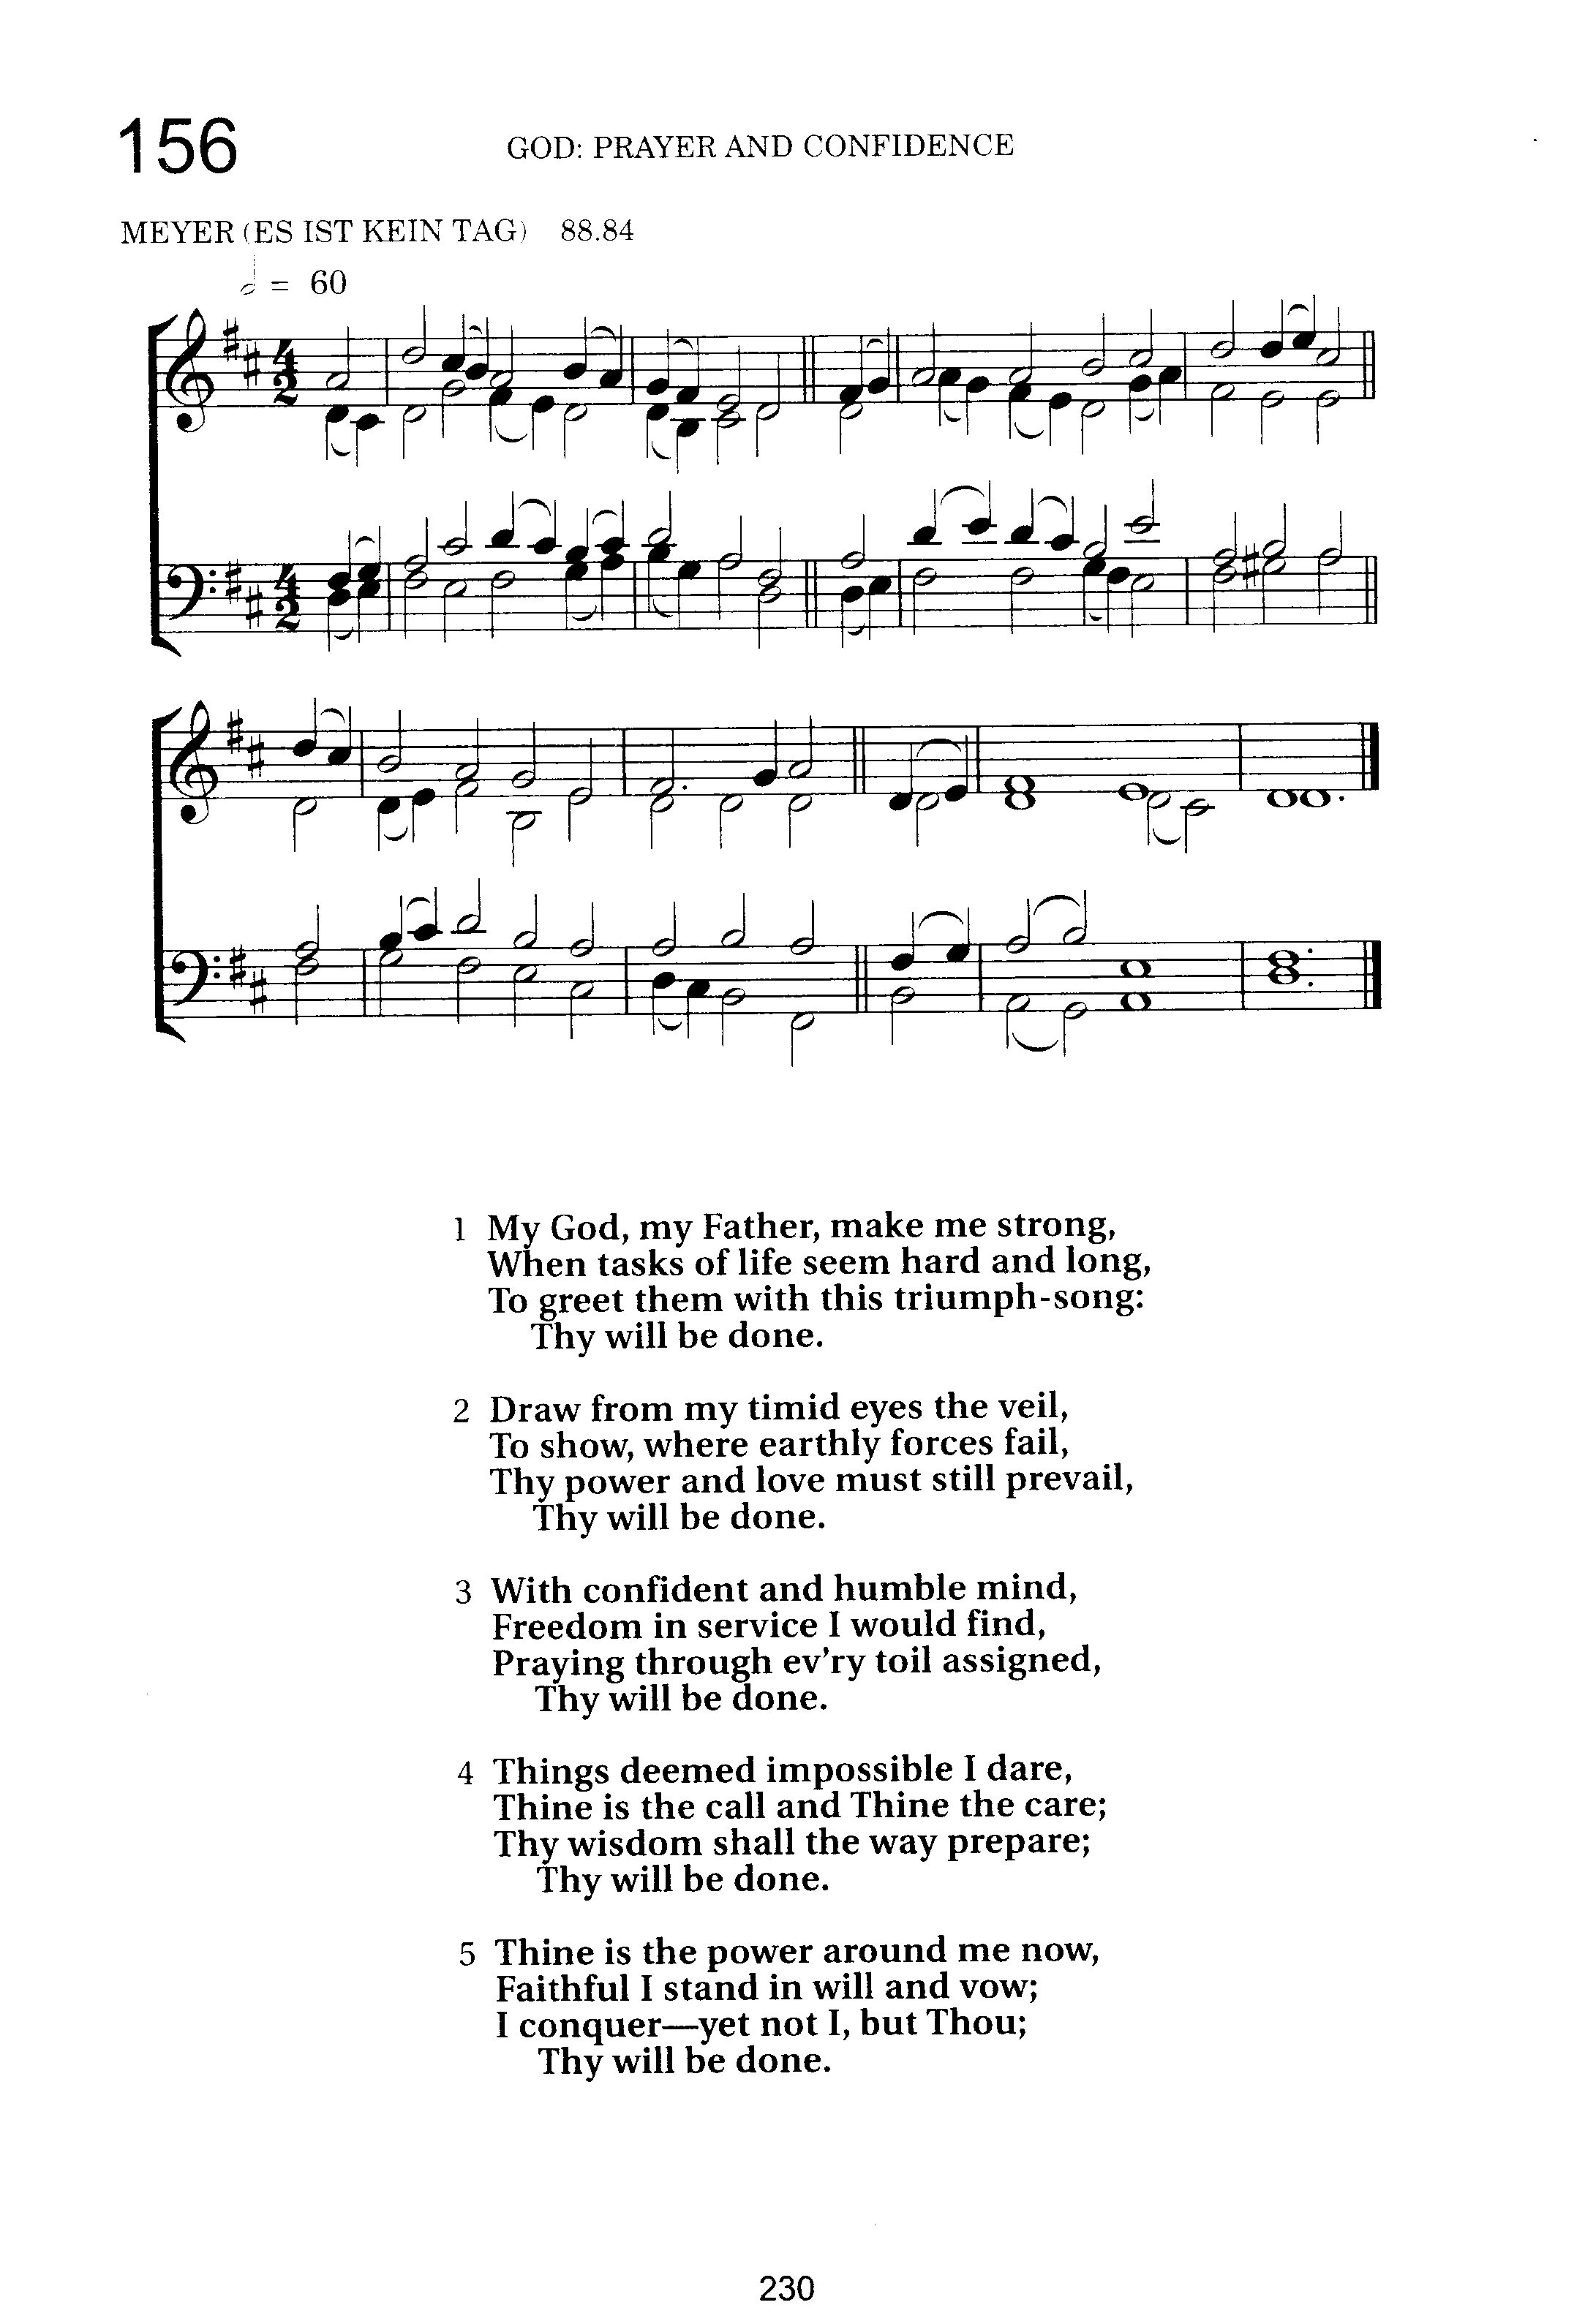 156
GOD: PRAYER AND CONFIDENCE
MEYER (ES IST KEIN TAG) 88.84
= 60
1 My God, my Father, make me strong,
When tasks of life seem hard and long,
To greet them with this triumph-song:
Thy will be done.
2 Draw from my timid eyes the veil,
To show, where earthly forces fail,
Thy power and love must still prevail,
Thy will be done.
3 With confident and humble mind,
Freedom in service I would find,
Praying through ev'ry toil assigned,
Thy will be done.
4 Things deemed impossible I dare,
Thine is the call and Thine the care;
Thy wisdom shall the way prepare;
Thy will be done.
5 Thine is the power around me now,
Faithful I stand in will and vow;
I conquer—yet not I, but Thou;
Thy will be done.
230